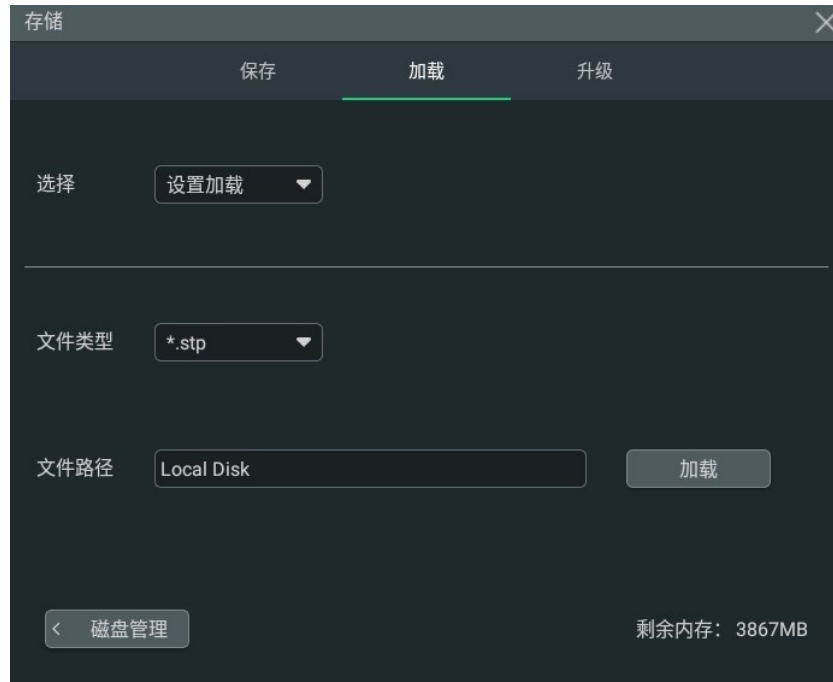 存储
保存 加载 升级
选择 设置加载
文件类型 *.stp
文件路径 Local Disk 加载
磁盘管理 剩余内存: 3867MB